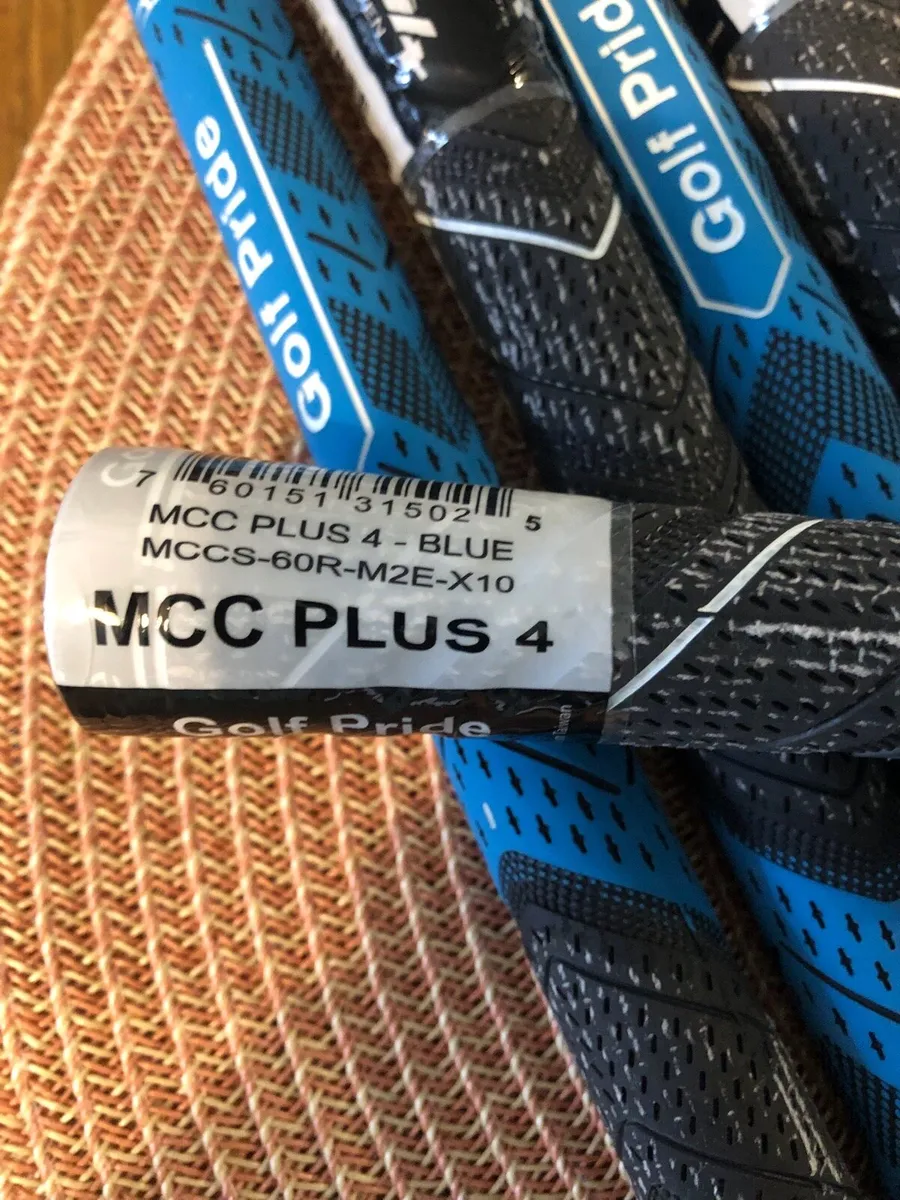 Golf Pride
Golf Pride
7 60151 31502 5
MCC PLUS 4 - BLUE
MCCS-60R-M2E-X10
MCC PLUS 4
Golf Pride
Taiwan